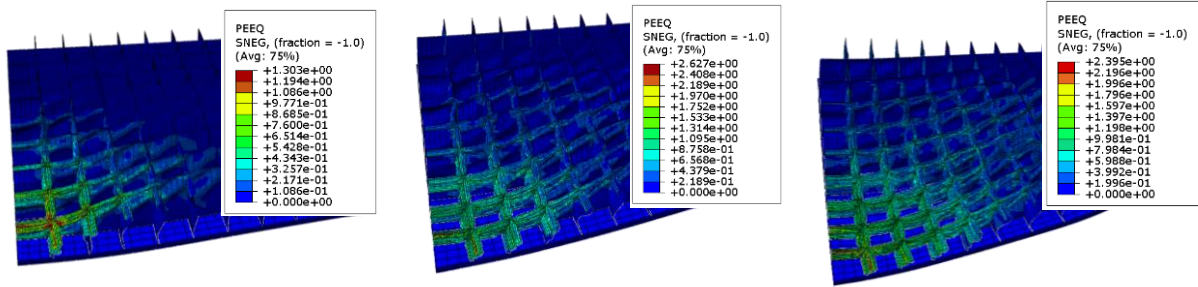 PEEQ
SNEG, (fraction = -1.0)
(Avg: 75%)
+1.303e+00
+1.194e+00
+1.086e+00
+9.771e-01
+8.685e-01
+7.600e-01
+6.514e-01
+5.428e-01
+4.343e-01
+3.257e-01
+2.171e-01
+1.086e-01
+0.000e+00
PEEQ
SNEG, (fraction = -1.0)
(Avg: 75%)
+2.627e+00
+2.408e+00
+2.189e+00
+1.970e+00
+1.752e+00
+1.533e+00
+1.314e+00
+1.095e+00
+8.758e-01
+6.568e-01
+4.379e-01
+2.189e-01
+0.000e+00
PEEQ
SNEG, (fraction = -1.0)
(Avg: 75%)
+2.395e+00
+2.196e+00
+1.996e+00
+1.796e+00
+1.597e+00
+1.397e+00
+1.198e+00
+9.981e-01
+7.984e-01
+5.988e-01
+3.992e-01
+1.996e-01
+0.000e+00